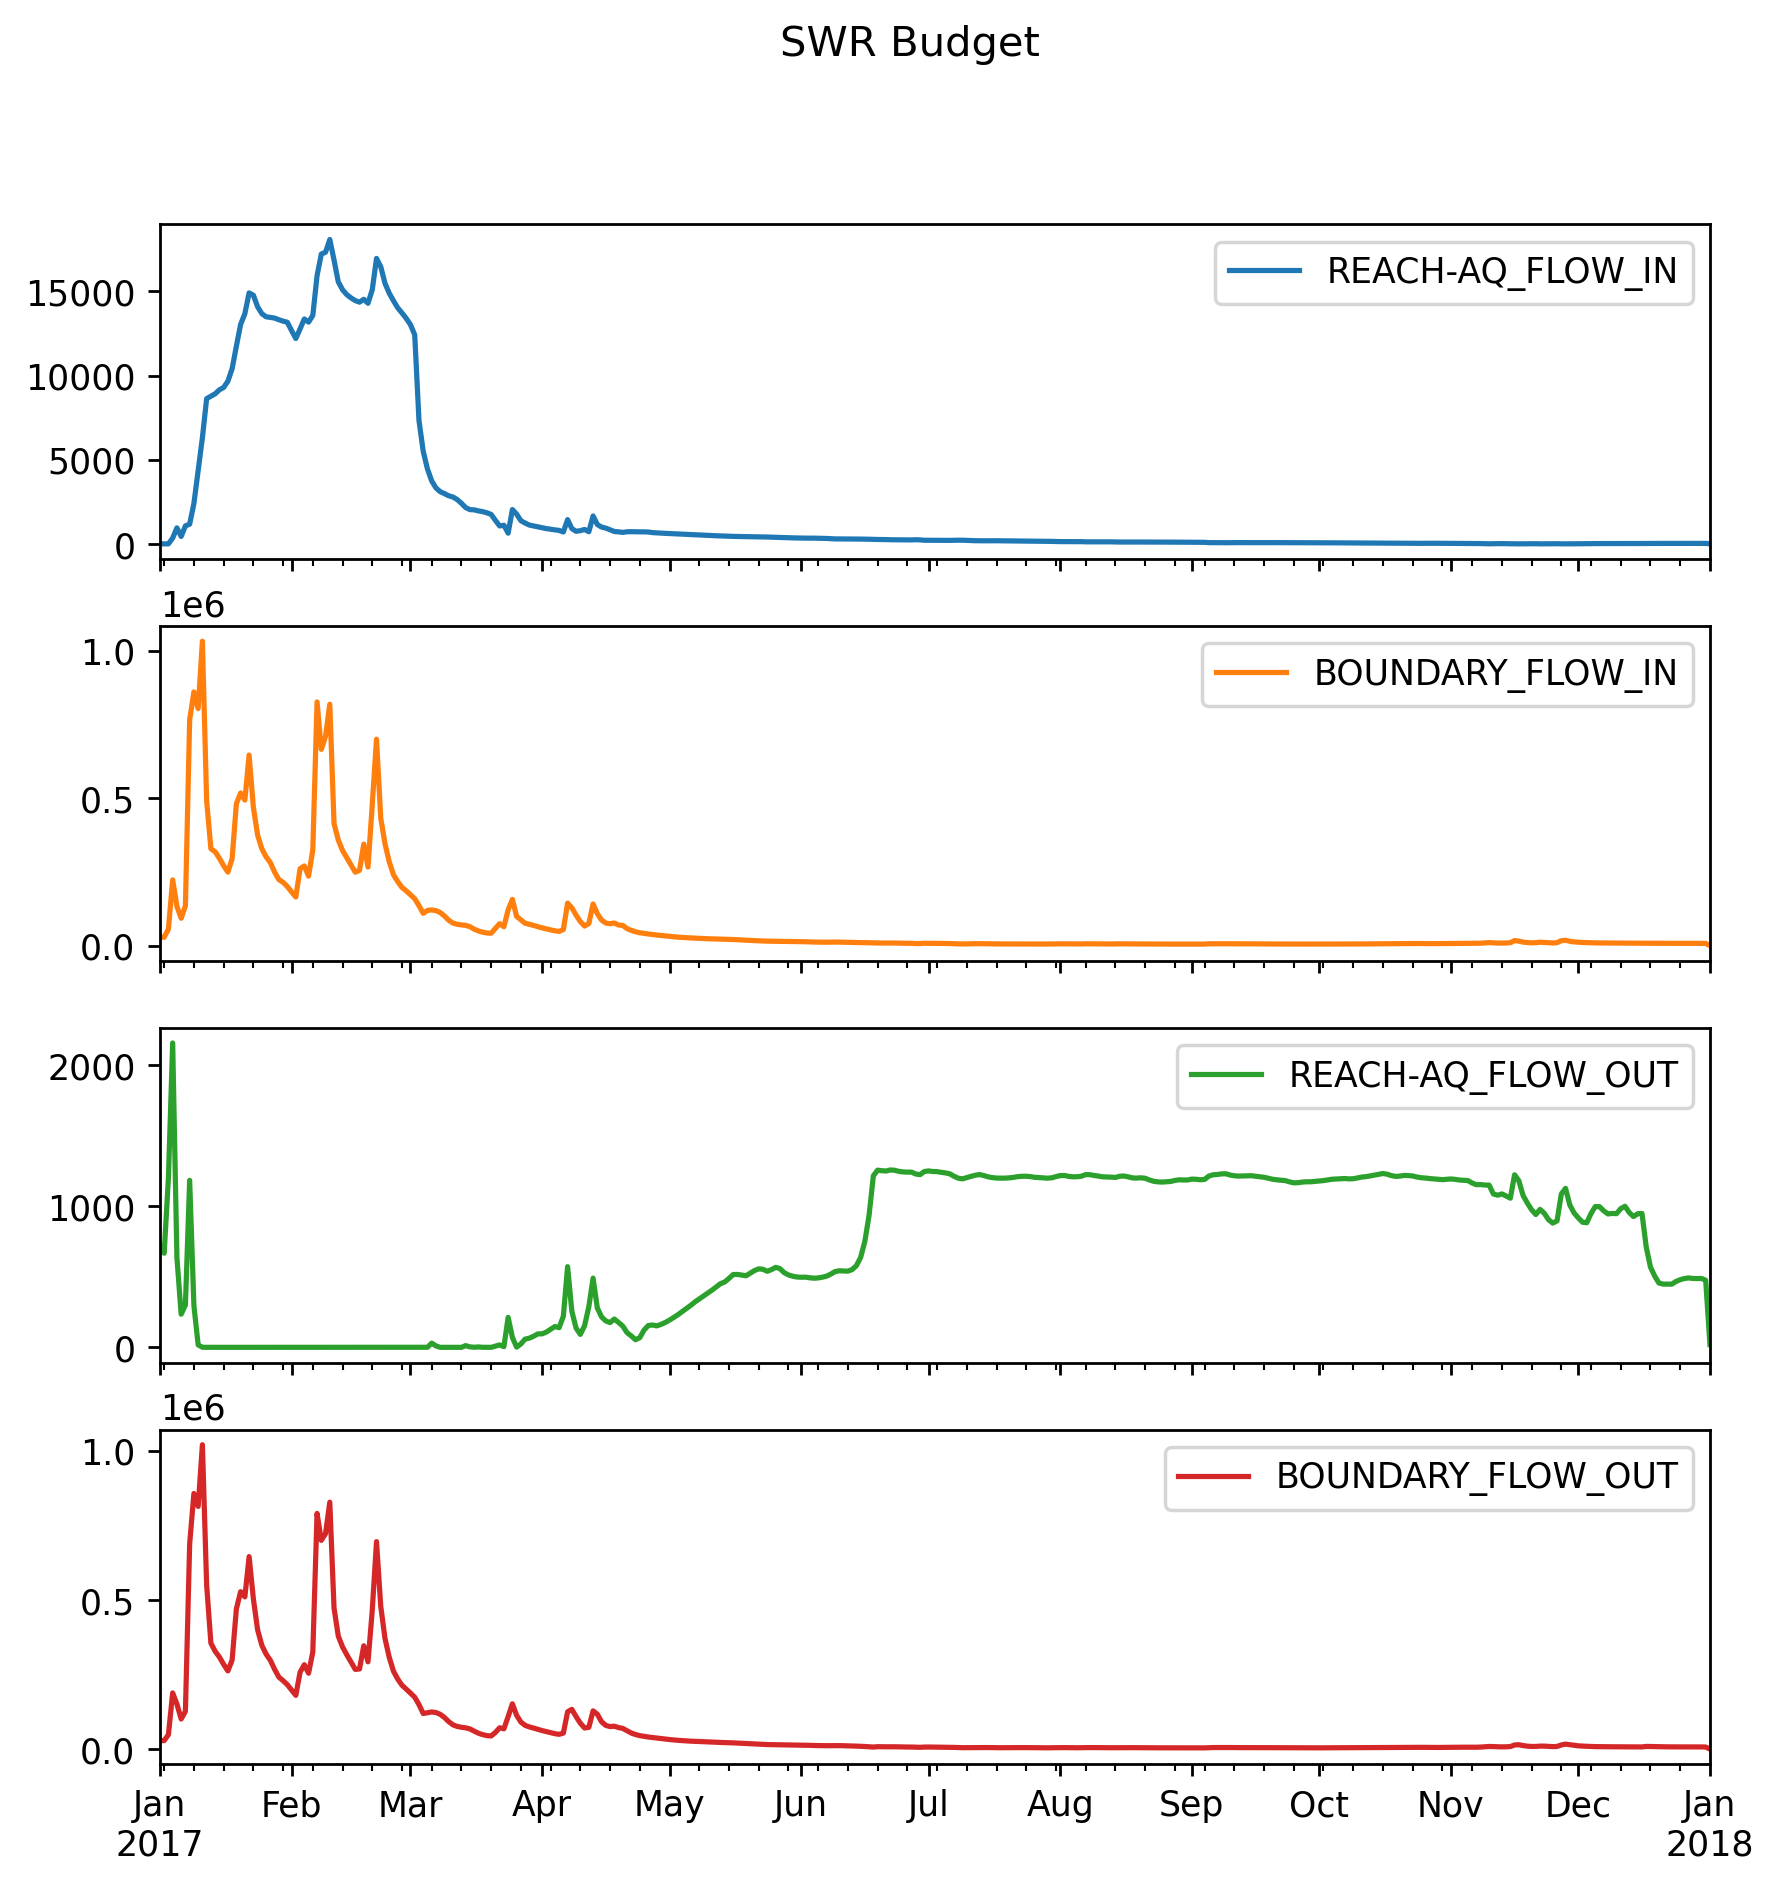 SWR Budget
REACH-AQ_FLOW_IN
15000
10000
5000
0
1e6
BOUNDARY_FLOW_IN
1.0
0.5
0.0
REACH-AQ_FLOW_OUT
2000
1000
0
1e6
BOUNDARY_FLOW_OUT
1.0
0.5
0.0
Jan Feb Mar Apr May Jun Jul Aug Sep Oct Nov Dec Jan
2017 2018